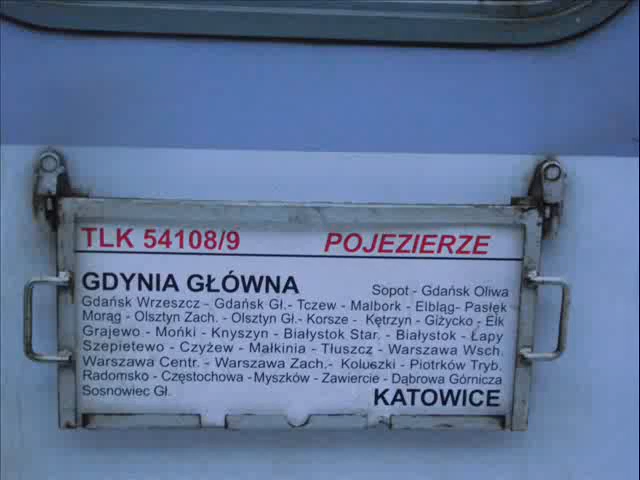 TLK 54108/9 POJEZIERZE
GDYNIA GŁÓWNA Sopot - Gdańsk Oliwa
Gdańsk Wrzeszcz - Gdańsk Gł.- Tczew - Malbork - Elbląg- Pasłęk
Morąg - Olsztyn Zach. - Olsztyn Gł.- Korsze - Kętrzyn - Giżycko - Ełk
Grajewo - Mońki - Knyszyn - Białystok Star. - Białystok - Łapy
Szepietowo - Czyżew - Małkinia - Tłuszcz - Warszawa Wsch.
Warszawa Centr. - Warszawa Zach.- Koluszki - Piotrków Tryb.
Radomsko - Częstochowa -Myszków - Zawiercie - Dąbrowa Górnicza
Sosnowiec Gł. KATOWICE